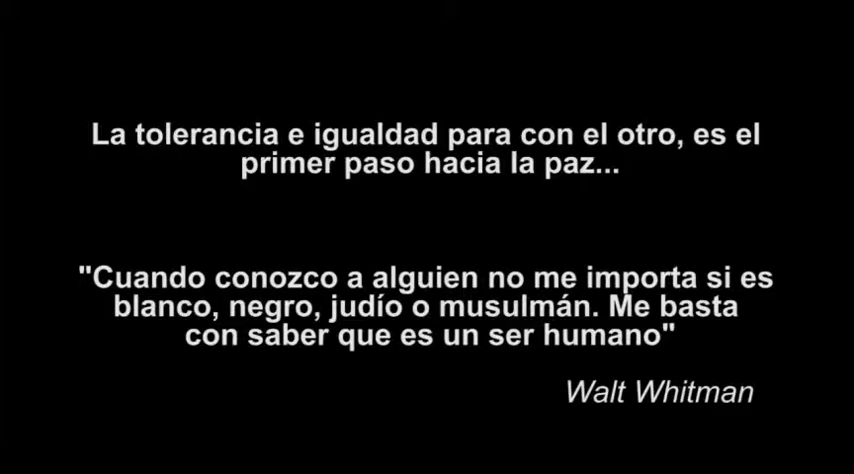 La tolerancia e igualdad para con el otro, es el
primer paso hacia la paz...
"Cuando conozco a alguien no me importa si es
blanco, negro, judío o musulmán. Me basta
con saber que es un ser humano"
Walt Whitman